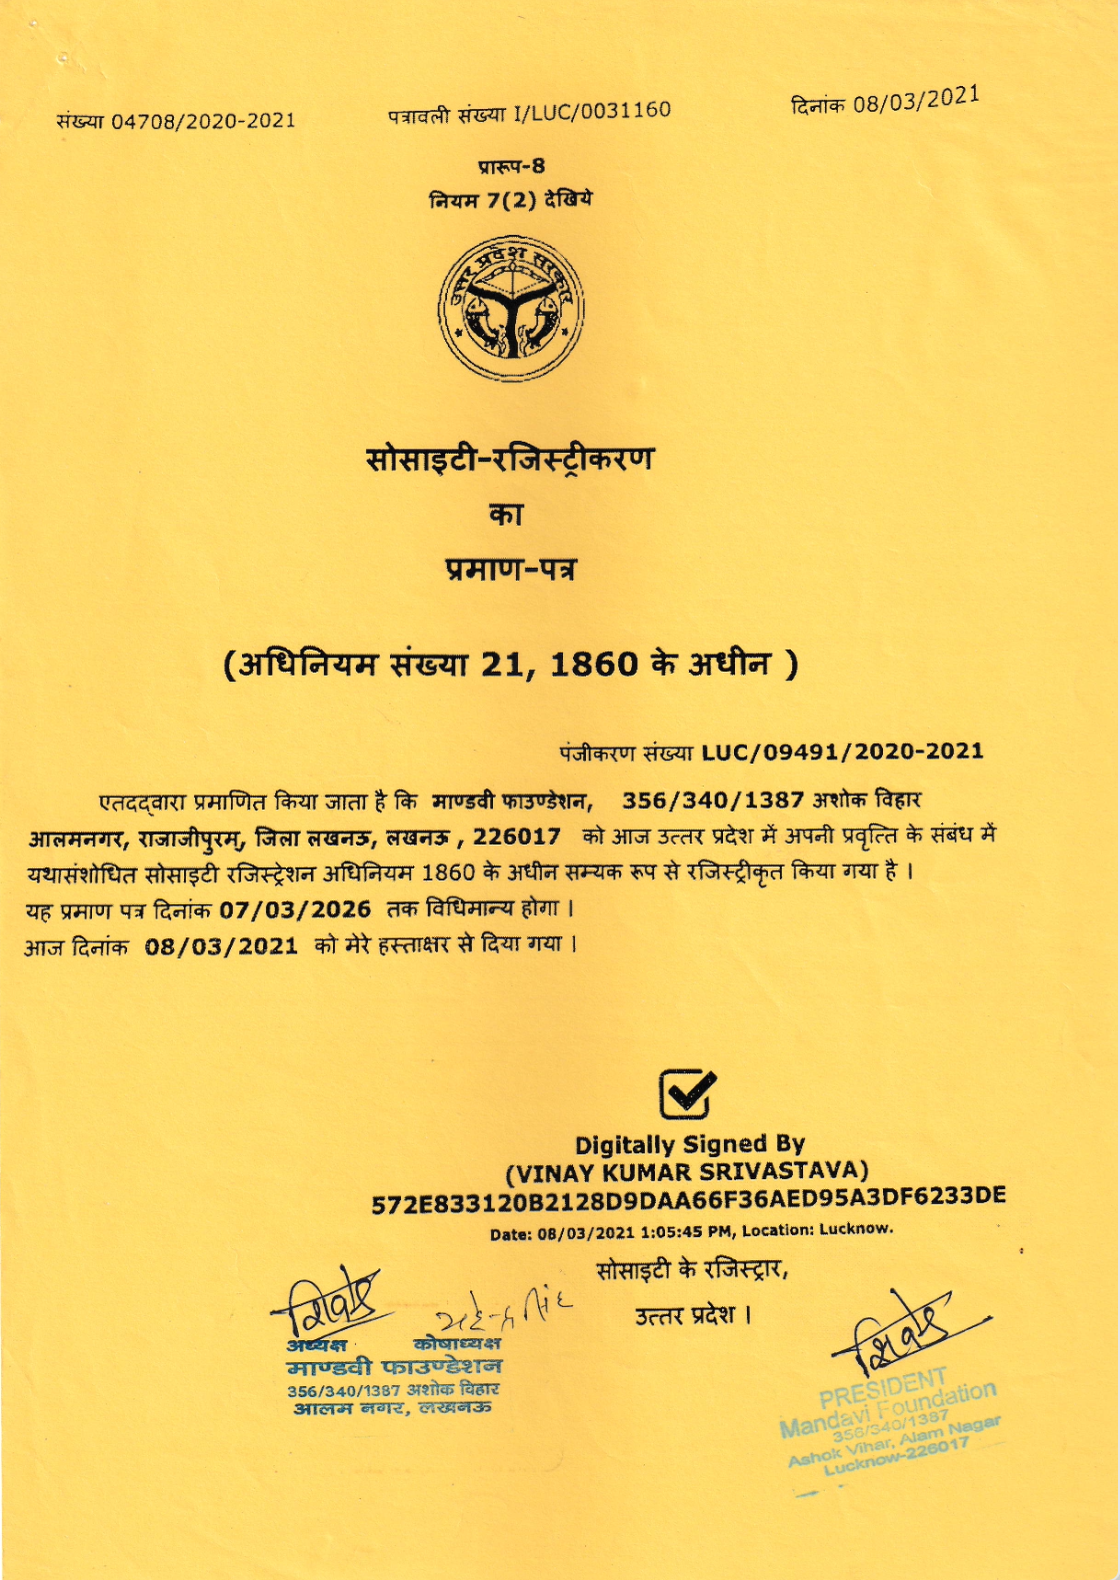 संख्या 04708/2020-2021
पत्रावली संख्या I/LUC/0031160
दिनांक 08/03/2021
प्रारूप-8
नियम 7(2) देखिये
उत्तर प्रदेश सरकार
सोसाइटी-रजिस्ट्रीकरण
का
प्रमाण-पत्र
(अधिनियम संख्या 21, 1860 के अधीन )
पंजीकरण संख्या LUC/09491/2020-2021
एतदद्वारा प्रमाणित किया जाता है कि माण्डवी फाउण्डेशन, 356/340/1387 अशोक विहार
आलमनगर, राजाजीपुरम्, जिला लखनऊ, लखनऊ , 226017 को आज उत्तर प्रदेश में अपनी प्रवृत्ति के संबंध में
यथासंशोधित सोसाइटी रजिस्ट्रेशन अधिनियम 1860 के अधीन सम्यक रूप से रजिस्ट्रीकृत किया गया है ।
यह प्रमाण पत्र दिनांक 07/03/2026 तक विधिमान्य होगा ।
आज दिनांक 08/03/2021 को मेरे हस्ताक्षर से दिया गया ।
Digitally Signed By
(VINAY KUMAR SRIVASTAVA)
572E833120B2128D9DAA66F36AED95A3DF6233DE
Date: 08/03/2021 1:05:45 PM, Location: Lucknow.
सोसाइटी के रजिस्ट्रार,
उत्तर प्रदेश ।
अध्यक्ष कोषाध्यक्ष
माण्डवी फाउण्डेशन
356/340/1387 अशोक विहार
आलम नगर, लखनऊ
PRESIDENT
Mandavi Foundation
356/340/1387
Ashok Vihar, Alam Nagar
Lucknow-226017